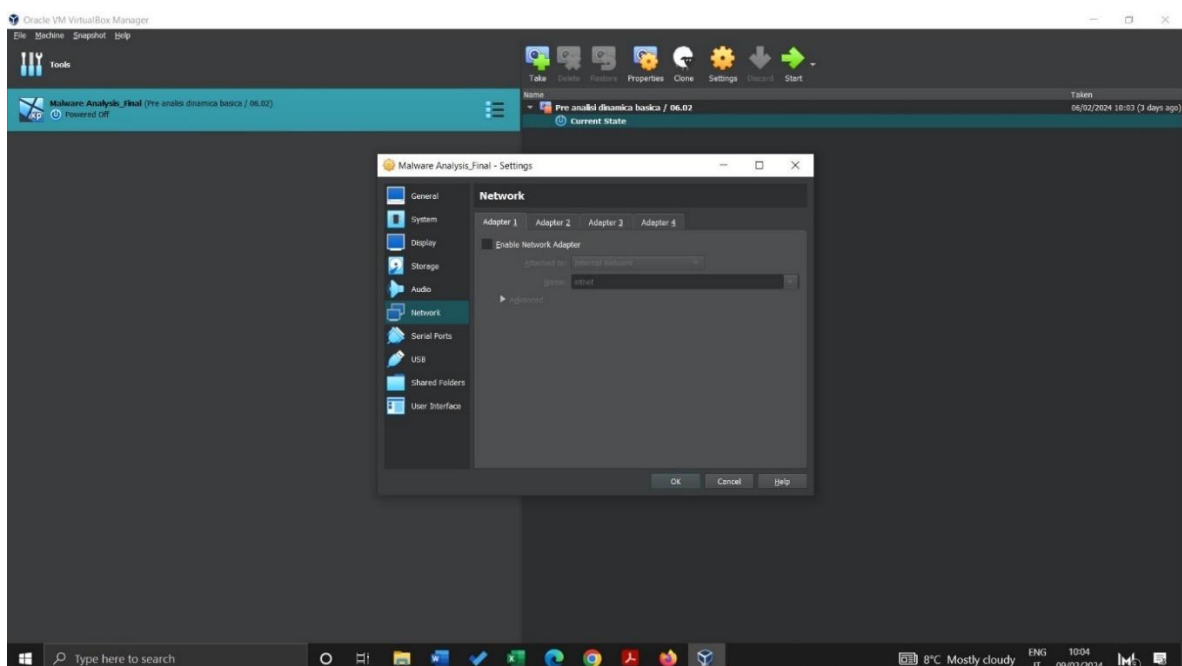 Oracle VM VirtualBox Manager
File Machine Snapshot Help
Tools
Take Delete Restore Properties Clone Settings Discard Start
Malware Analysis_Final (Pre analisi dinamica basica / 06.02)
Powered Off
Name Taken
Pre analisi dinamica basica / 06.02 06/02/2024 10:03 (3 days ago)
Current State
Malware Analysis_Final - Settings
General
System
Display
Storage
Audio
Network
Serial Ports
USB
Shared Folders
User Interface
Network
Adapter 1 Adapter 2 Adapter 3 Adapter 4
Enable Network Adapter
Attached to: Internal Network
Name: intnet
Advanced
OK Cancel Help
Type here to search
8°C Mostly cloudy
ENG
IT
10:04
09/02/2024